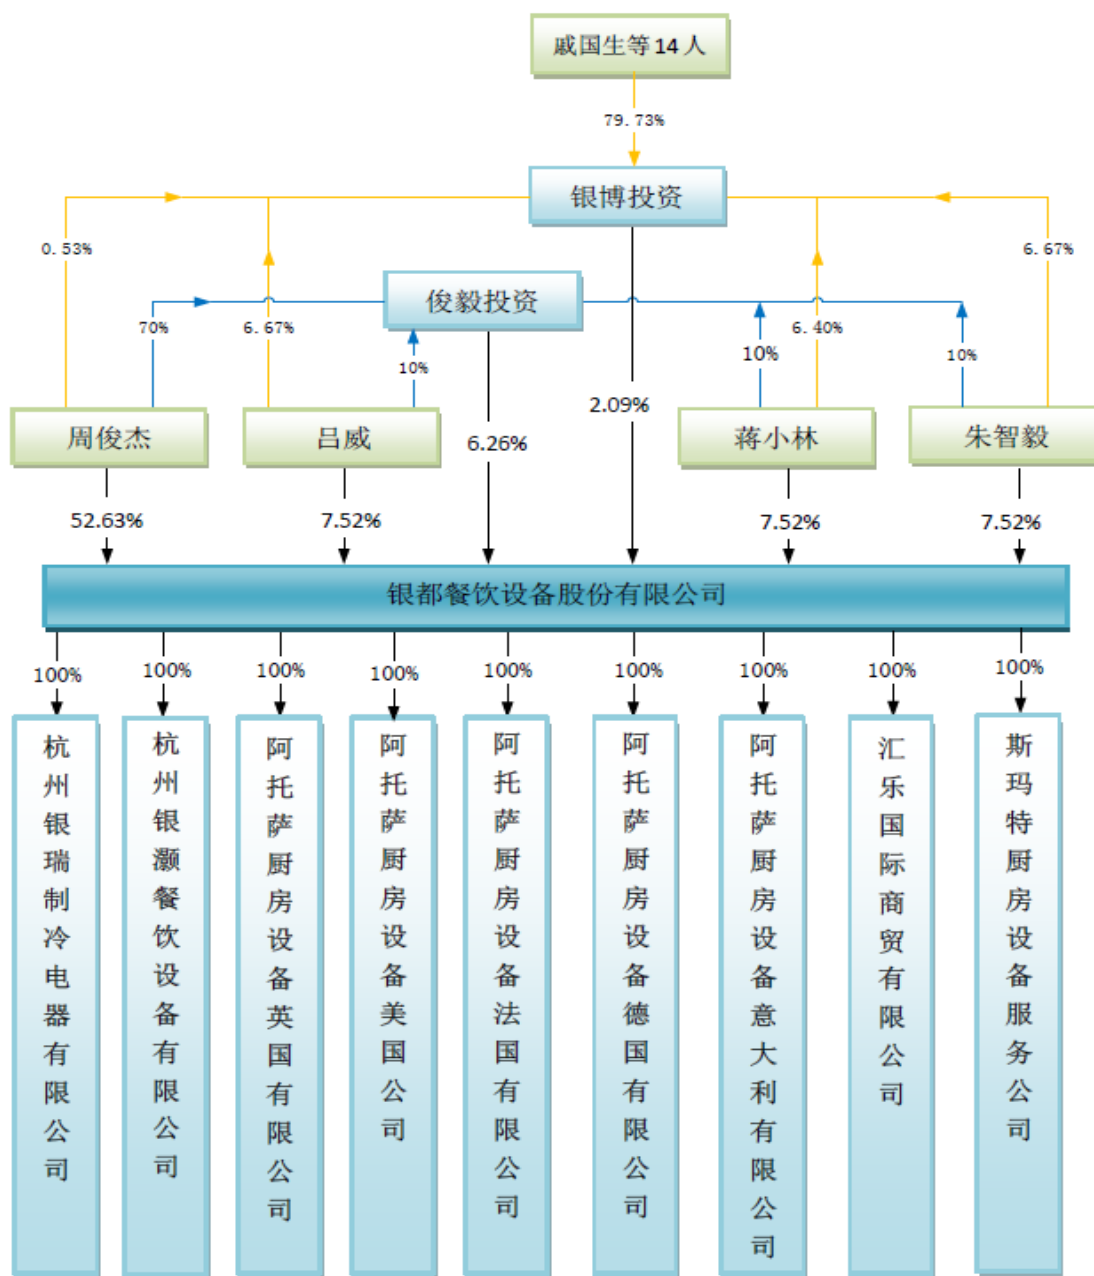 戚国生等14人
79.73%
银博投资
0.53%
6.67%
俊毅投资
70%
6.67%
6.40%
10%
10%
10%
2.09%
周俊杰
吕威
6.26%
蒋小林
朱智毅
52.63%
7.52%
7.52%
7.52%
银都餐饮设备股份有限公司
100%
100%
100%
100%
100%
100%
100%
100%
100%
杭州银瑞制冷电器有限公司
杭州银灏餐饮设备有限公司
阿托萨厨房设备英国有限公司
阿托萨厨房设备美国公司
阿托萨厨房设备法国有限公司
阿托萨厨房设备德国有限公司
阿托萨厨房设备意大利有限公司
汇乐国际商贸有限公司
斯玛特厨房设备服务公司